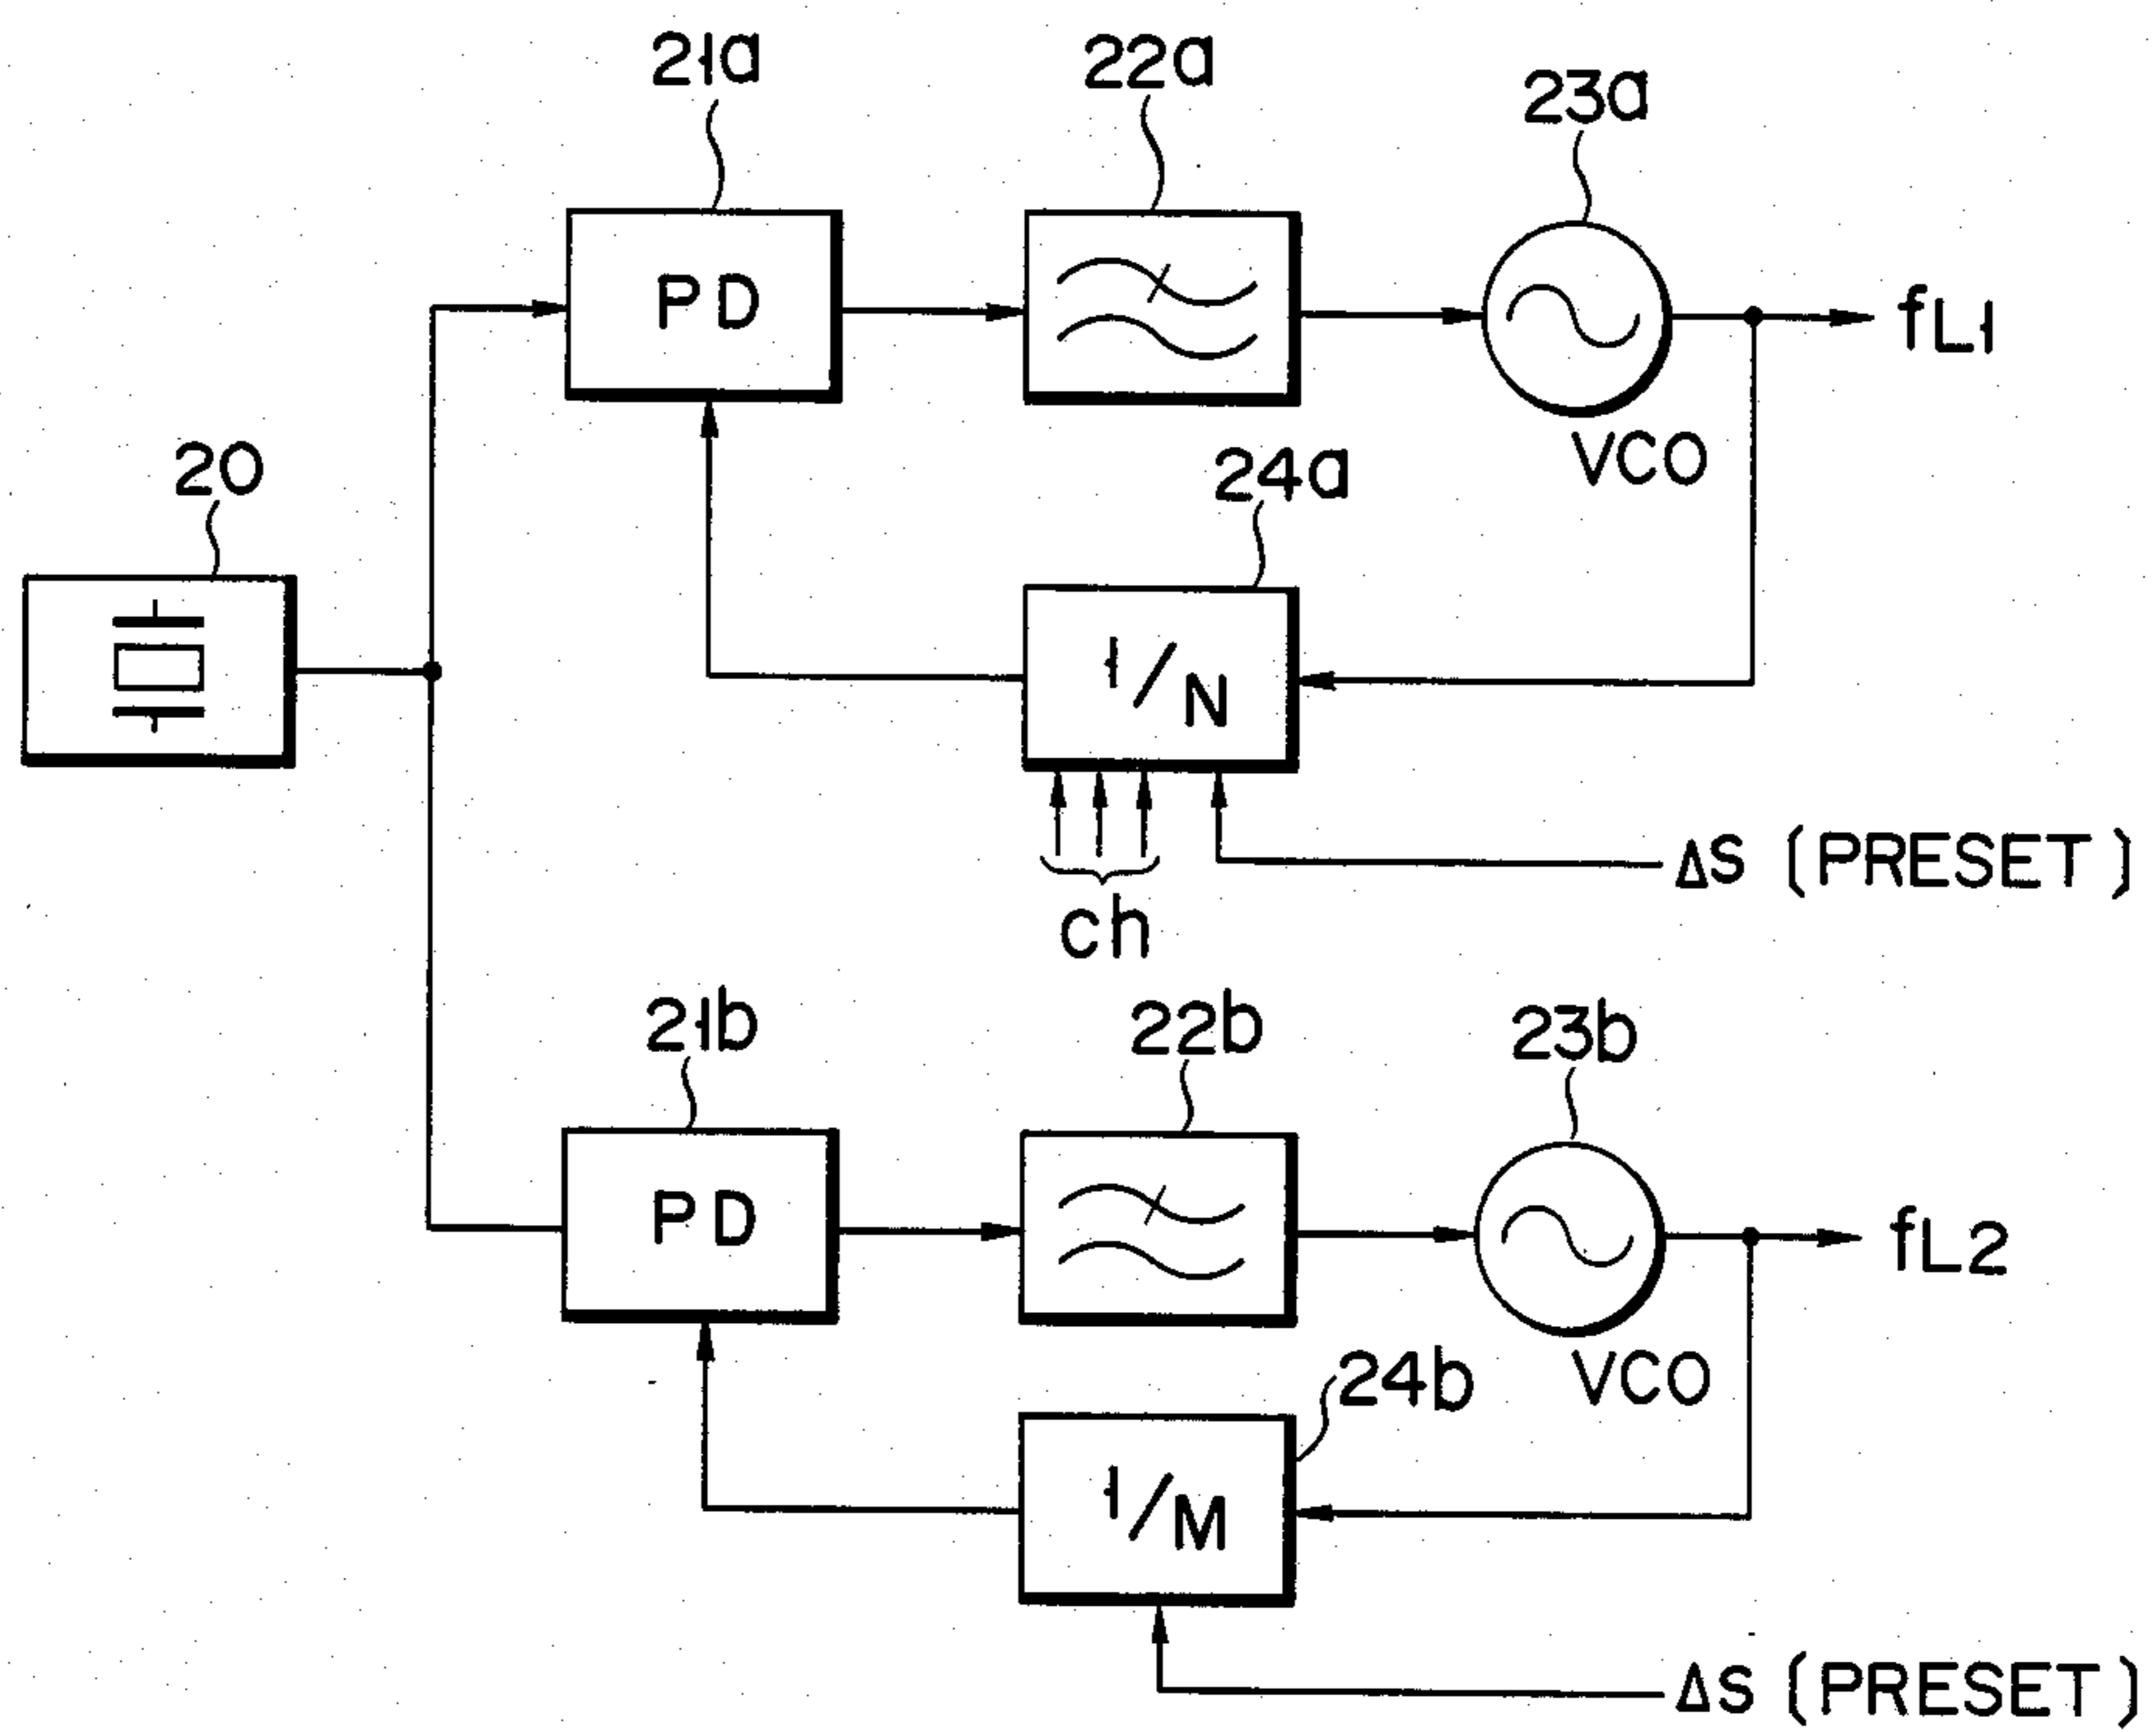 21a
22a
23a
PD
fL1
VCO
20
24a
1/N
ΔS (PRESET)
ch
21b
22b
23b
PD
fL2
VCO
24b
1/M
ΔS (PRESET)